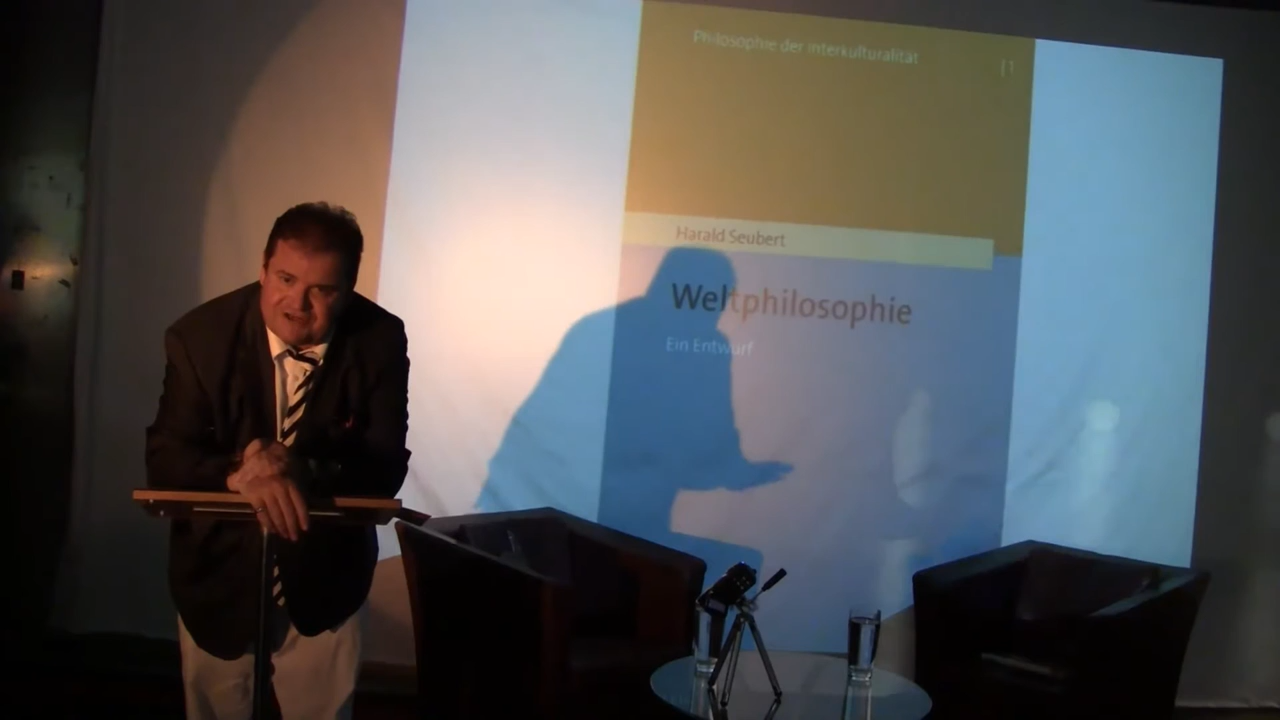 Philosophie der Interkulturalität
| 1
Harald Seubert
Weltphilosophie
Ein Entwurf